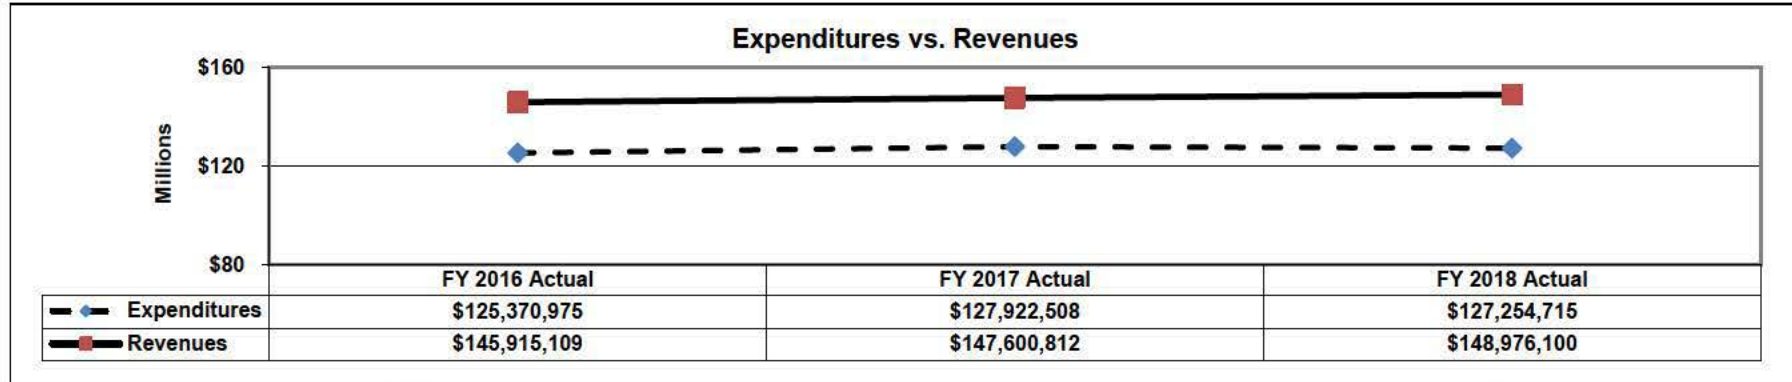 Expenditures vs. Revenues
$160
Millions
$120
$80
FY 2016 Actual FY 2017 Actual FY 2018 Actual
Expenditures $125,370,975 $127,922,508 $127,254,715
Revenues $145,915,109 $147,600,812 $148,976,100